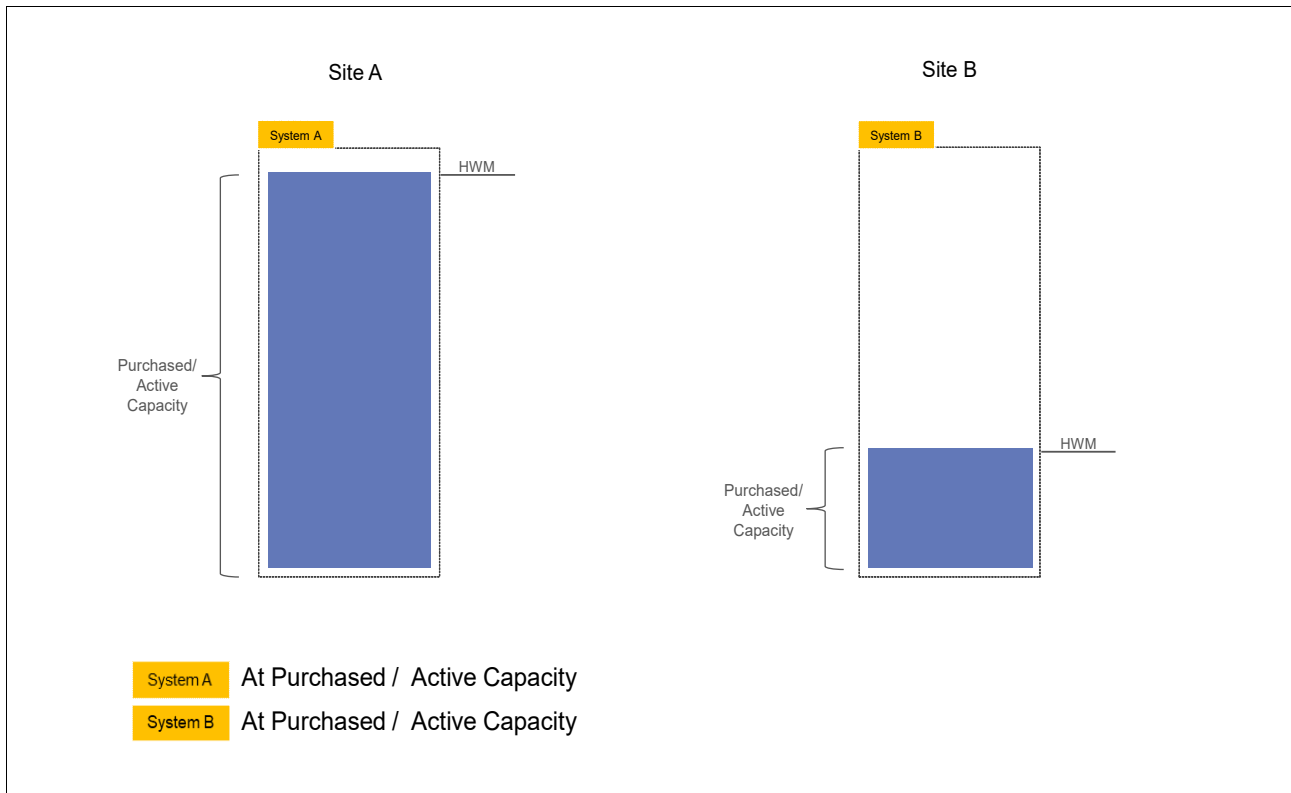 Site A
Site B
System A
System B
HWM
HWM
Purchased/
Active
Capacity
Purchased/
Active
Capacity
System A At Purchased / Active Capacity
System B At Purchased / Active Capacity